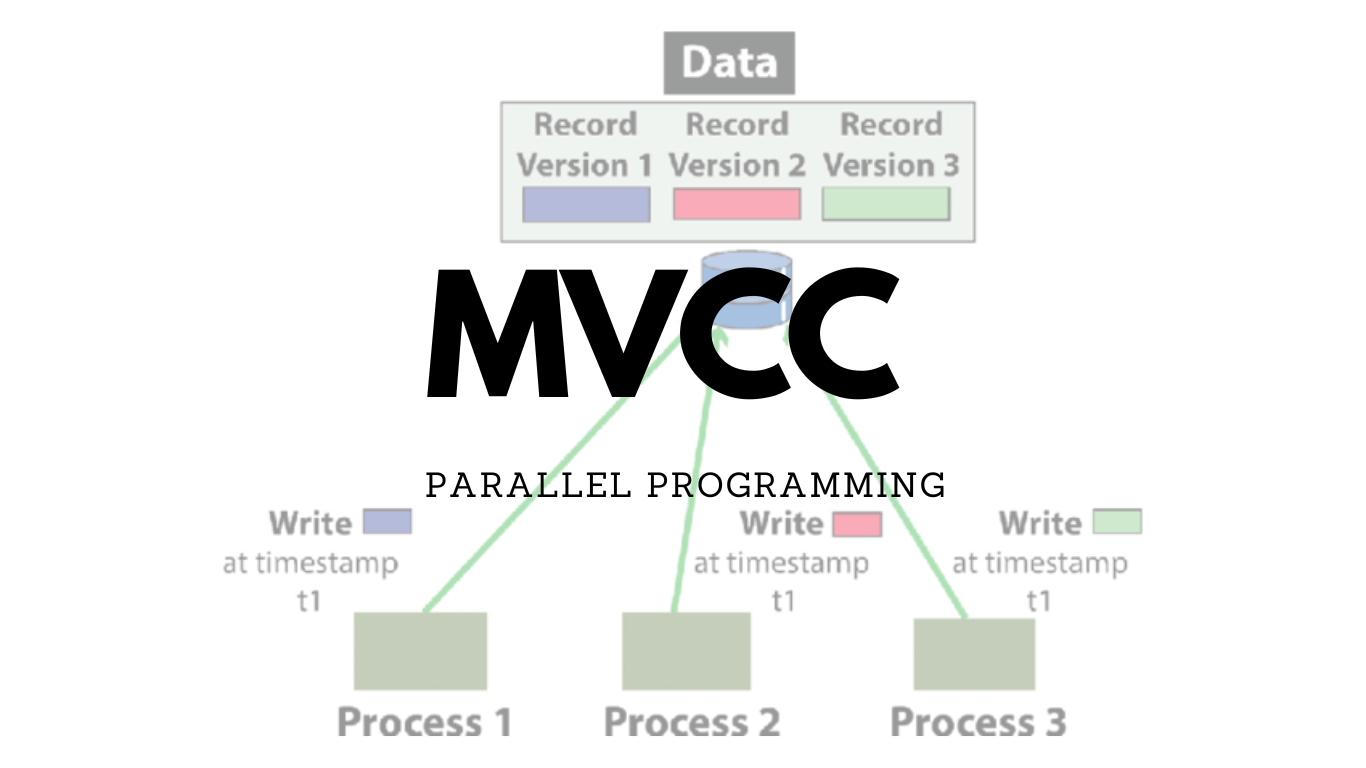 Data
Record Record Record
Version 1 Version 2 Version 3
MVCC
PARALLEL PROGRAMMING
Write Write Write
at timestamp at timestamp at timestamp
t1 t1 t1
Process 1 Process 2 Process 3